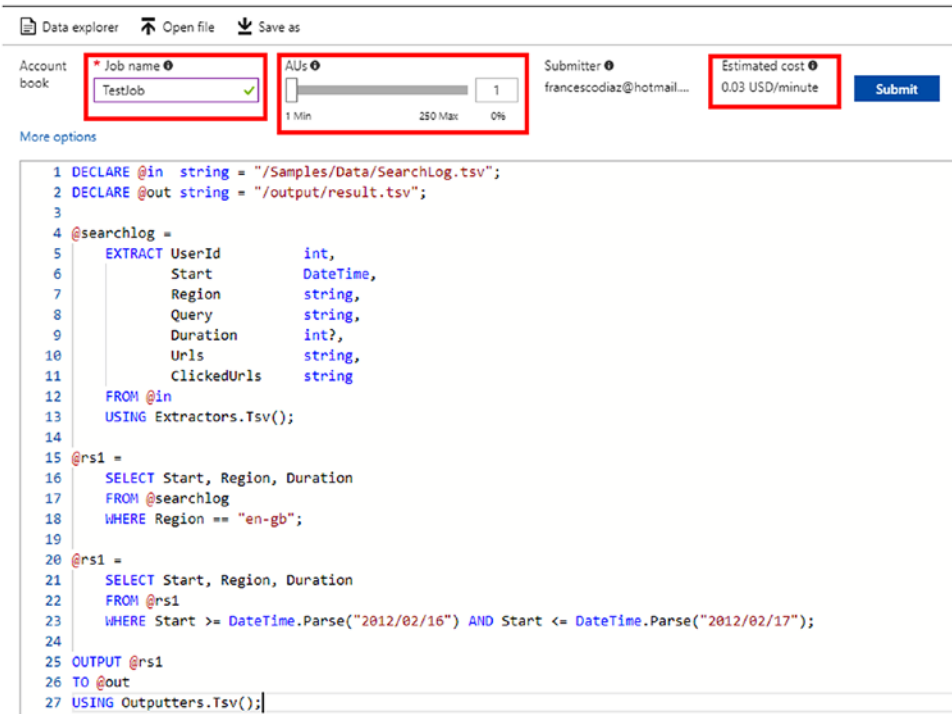 Data explorer Open file Save as
Account book
* Job name
TestJob
AUs
1
1 Min 250 Max 0%
Submitter
francescodiaz@hotmail....
Estimated cost
0.03 USD/minute
Submit
More options
1 DECLARE @in string = "/Samples/Data/SearchLog.tsv";
2 DECLARE @out string = "/output/result.tsv";
3
4 @searchlog =
5 EXTRACT UserId int,
6 Start DateTime,
7 Region string,
8 Query string,
9 Duration int?,
10 Urls string,
11 ClickedUrls string
12 FROM @in
13 USING Extractors.Tsv();
14
15 @rs1 =
16 SELECT Start, Region, Duration
17 FROM @searchlog
18 WHERE Region == "en-gb";
19
20 @rs1 =
21 SELECT Start, Region, Duration
22 FROM @rs1
23 WHERE Start >= DateTime.Parse("2012/02/16") AND Start <= DateTime.Parse("2012/02/17");
24
25 OUTPUT @rs1
26 TO @out
27 USING Outputters.Tsv();